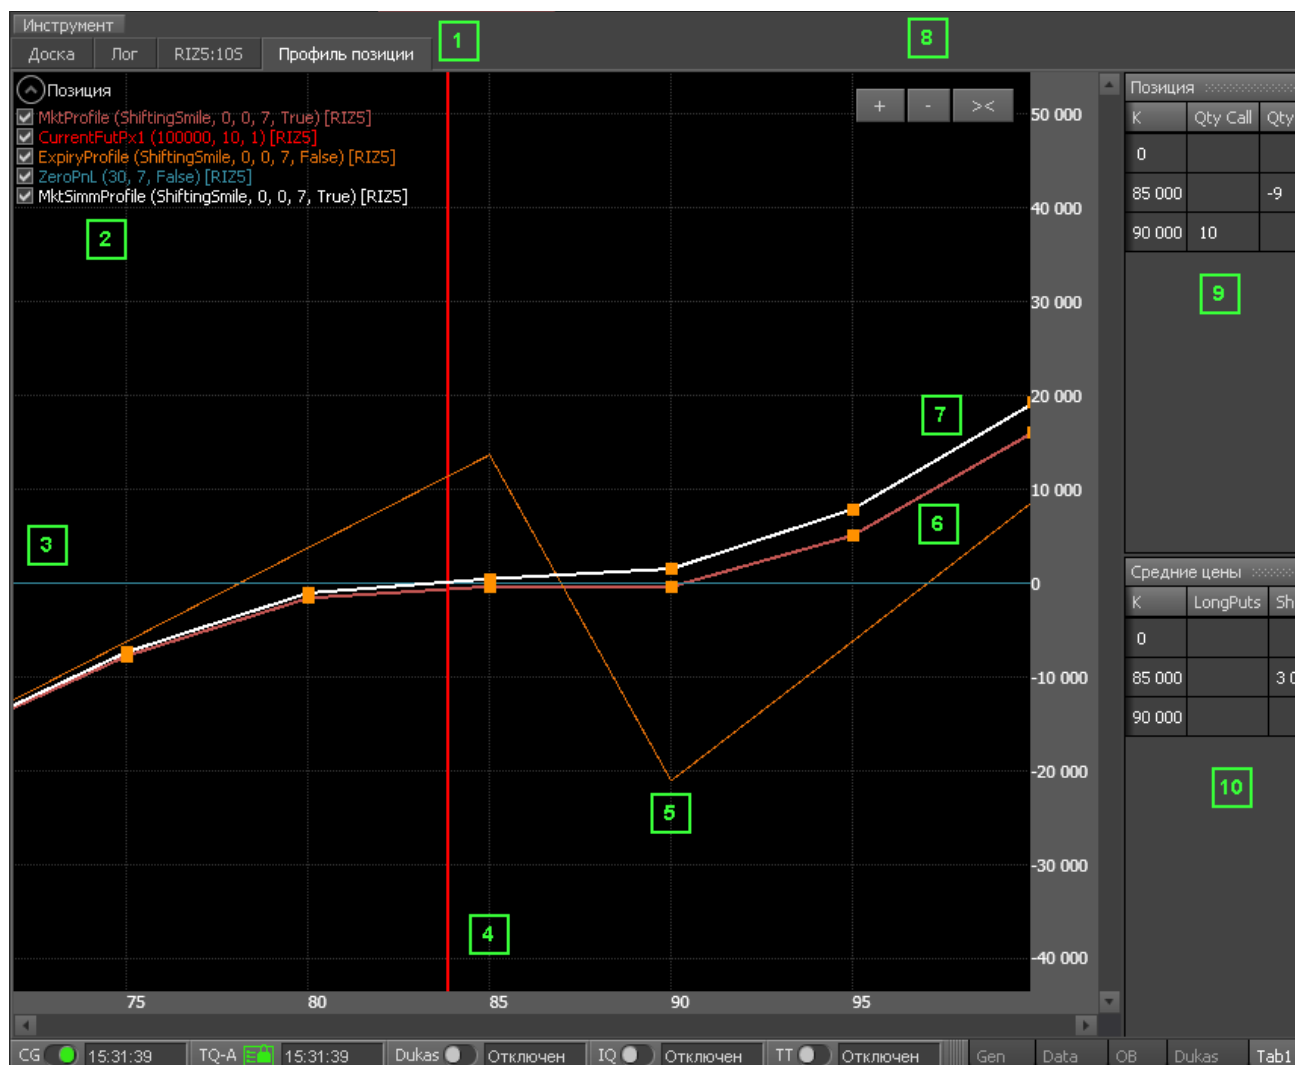 Инструмент
Доска Лог RIZ5:10S Профиль позиции 1 8
Позиция
MktProfile (ShiftingSmile, 0, 0, 7, True) [RIZ5]
CurrentFutPx1 (100000, 10, 1) [RIZ5]
ExpiryProfile (ShiftingSmile, 0, 0, 7, False) [RIZ5]
ZeroPnL (30, 7, False) [RIZ5]
MktSimmProfile (ShiftingSmile, 0, 0, 7, True) [RIZ5]
+ - ><
2
3
4
5
6
7
50 000
40 000
30 000
20 000
10 000
0
-10 000
-20 000
-30 000
-40 000
75 80 85 90 95
Позиция
K Qty Call Qty
0
85 000 -9
90 000 10
9
Средние цены
K LongPuts Sh
0
85 000 3 0
90 000
10
CG 15:31:39 TQ-A 15:31:39 Dukas Отключен IQ Отключен TT Отключен Gen Data OB Dukas Tab1